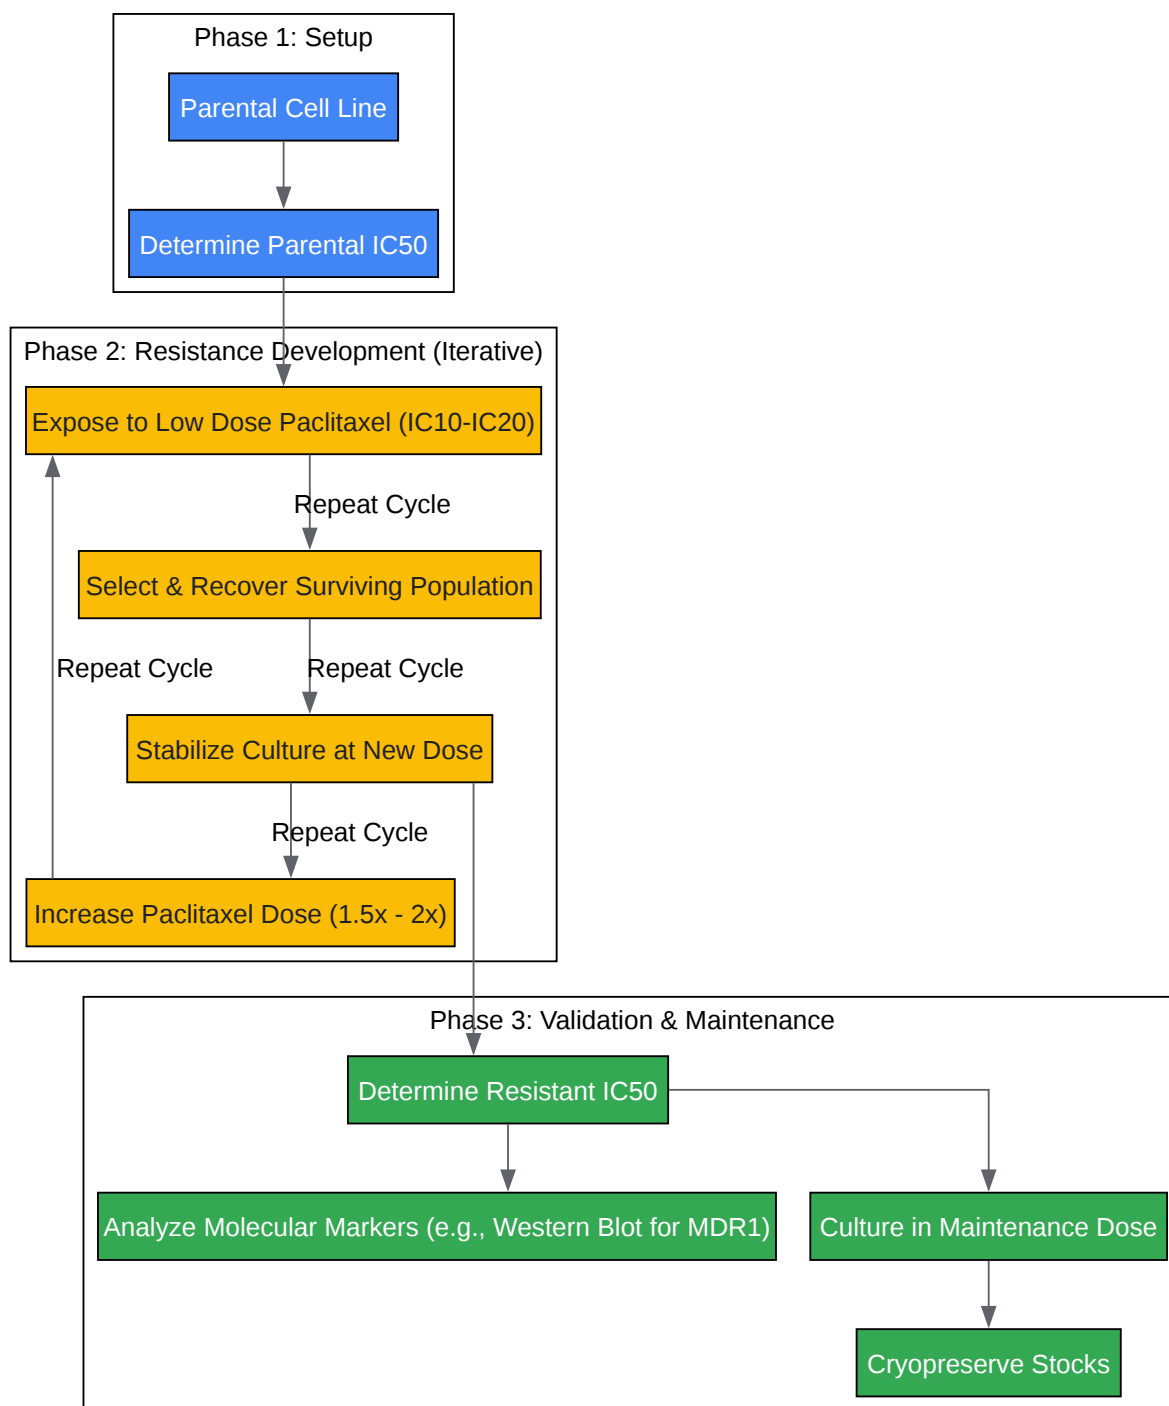 Phase 1: Setup
Parental Cell Line
Determine Parental IC50
Phase 2: Resistance Development (Iterative)
Expose to Low Dose Paclitaxel (IC10-IC20)
Repeat Cycle
Select & Recover Surviving Population
Repeat Cycle
Repeat Cycle
Stabilize Culture at New Dose
Repeat Cycle
Increase Paclitaxel Dose (1.5x - 2x)
Phase 3: Validation & Maintenance
Determine Resistant IC50
Analyze Molecular Markers (e.g., Western Blot for MDR1)
Culture in Maintenance Dose
Cryopreserve Stocks